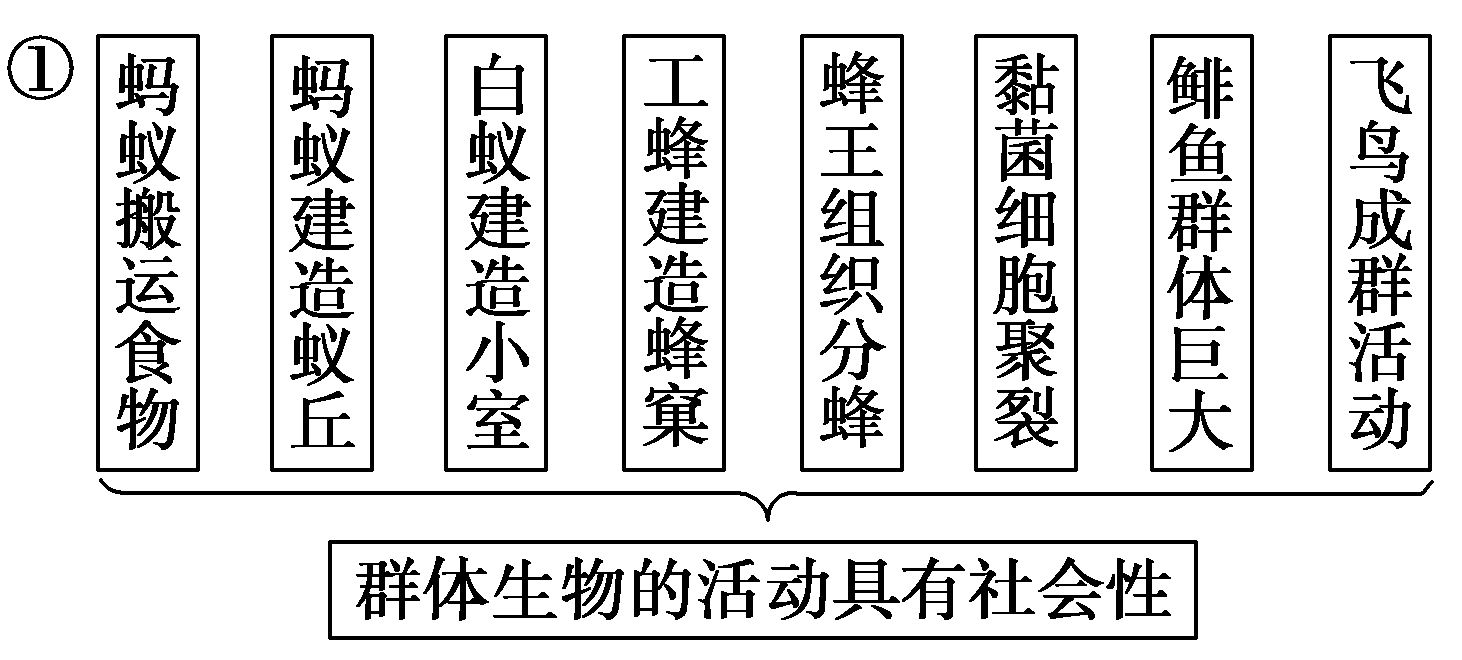 ①
蚂蚁搬运食物
蚂蚁建造蚁丘
白蚁建造小室
工蜂建造蜂窠
蜂王组织分蜂
黏菌细胞聚裂
鲱鱼群体巨大
飞鸟成群活动
群体生物的活动具有社会性